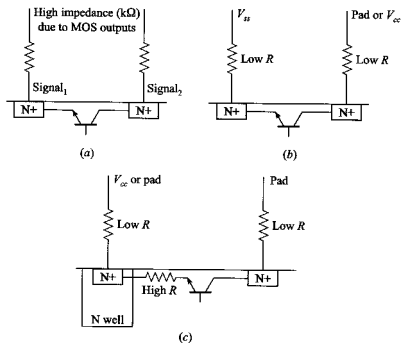 High impedance (kΩ)
due to MOS outputs
Signal₁
Signal₂
N+
N+
(a)
Vss
Pad or Vcc
Low R
Low R
N+
N+
(b)
Vcc or pad
Pad
Low R
Low R
N+
High R
N+
N well
(c)